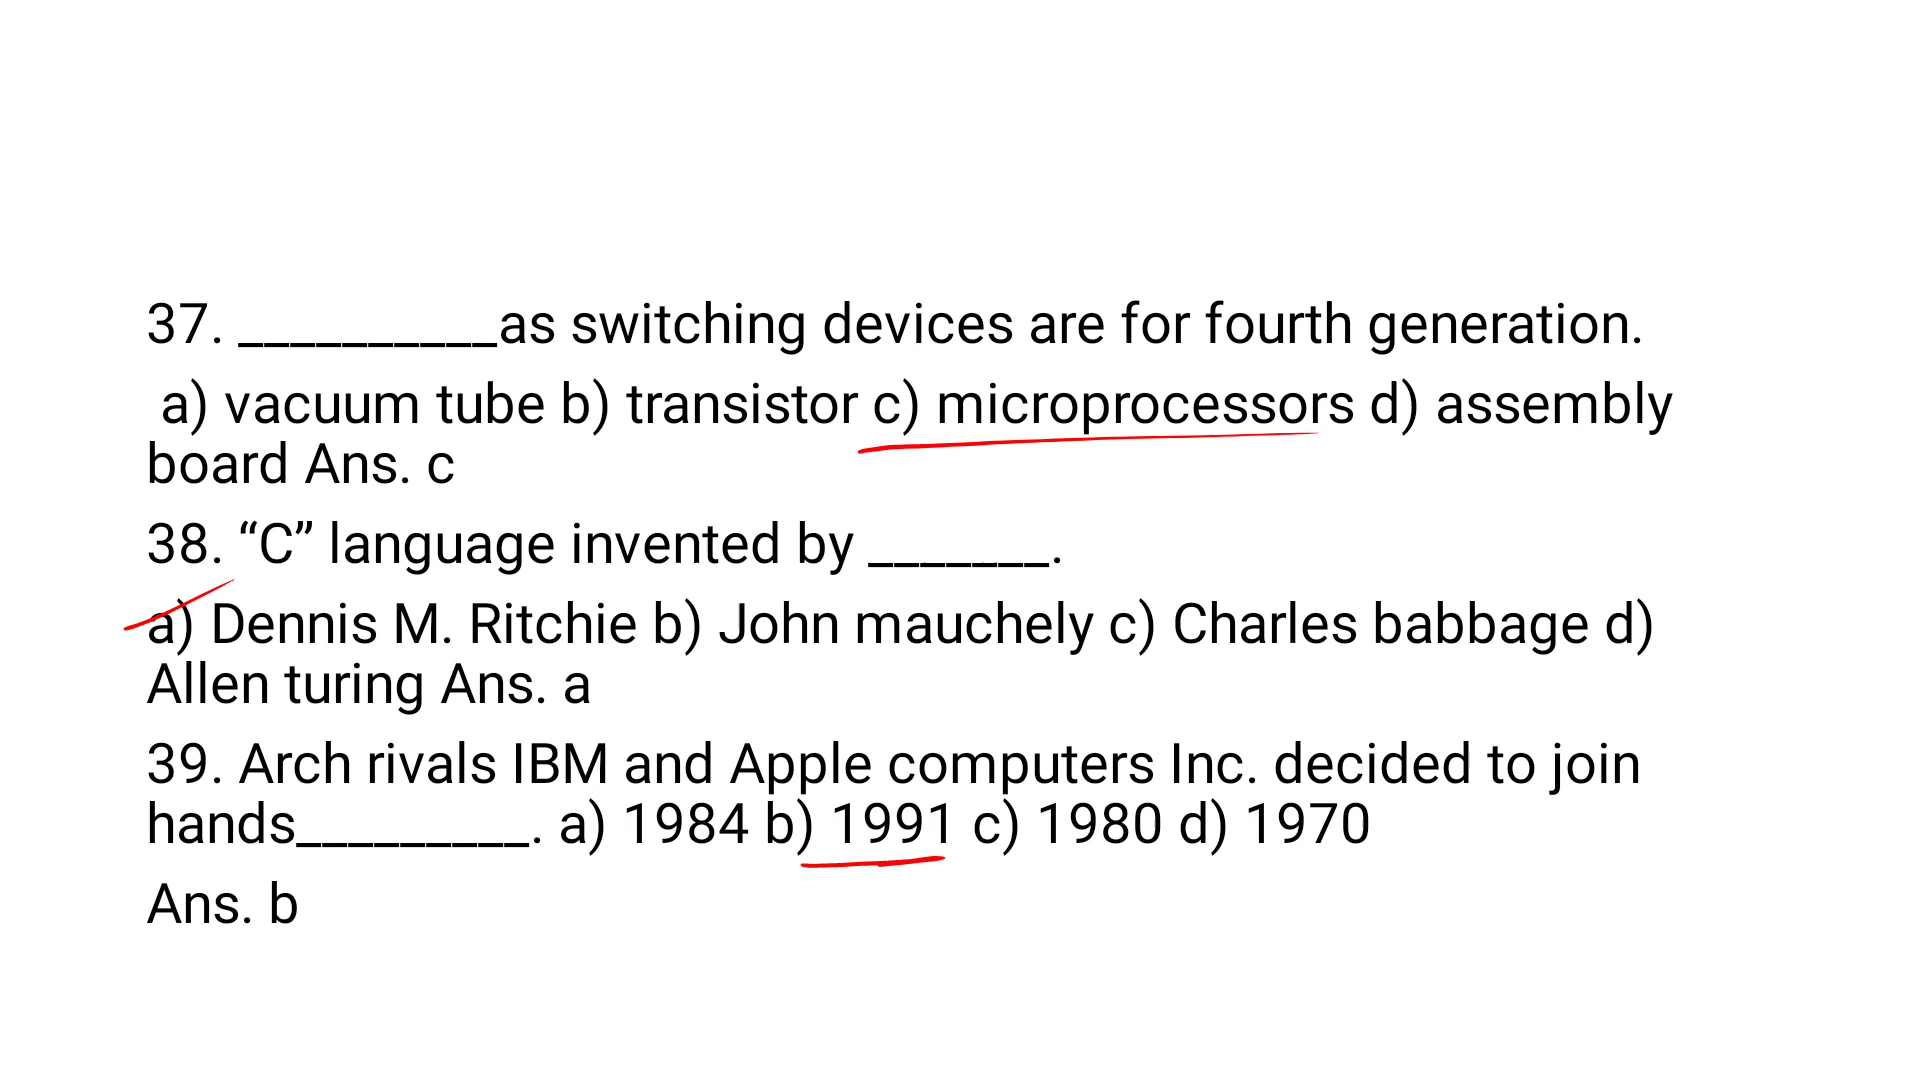 37. __________as switching devices are for fourth generation.
a) vacuum tube b) transistor c) microprocessors d) assembly
board Ans. c
38. “C” language invented by _______.
a) Dennis M. Ritchie b) John mauchely c) Charles babbage d)
Allen turing Ans. a
39. Arch rivals IBM and Apple computers Inc. decided to join
hands_________. a) 1984 b) 1991 c) 1980 d) 1970
Ans. b